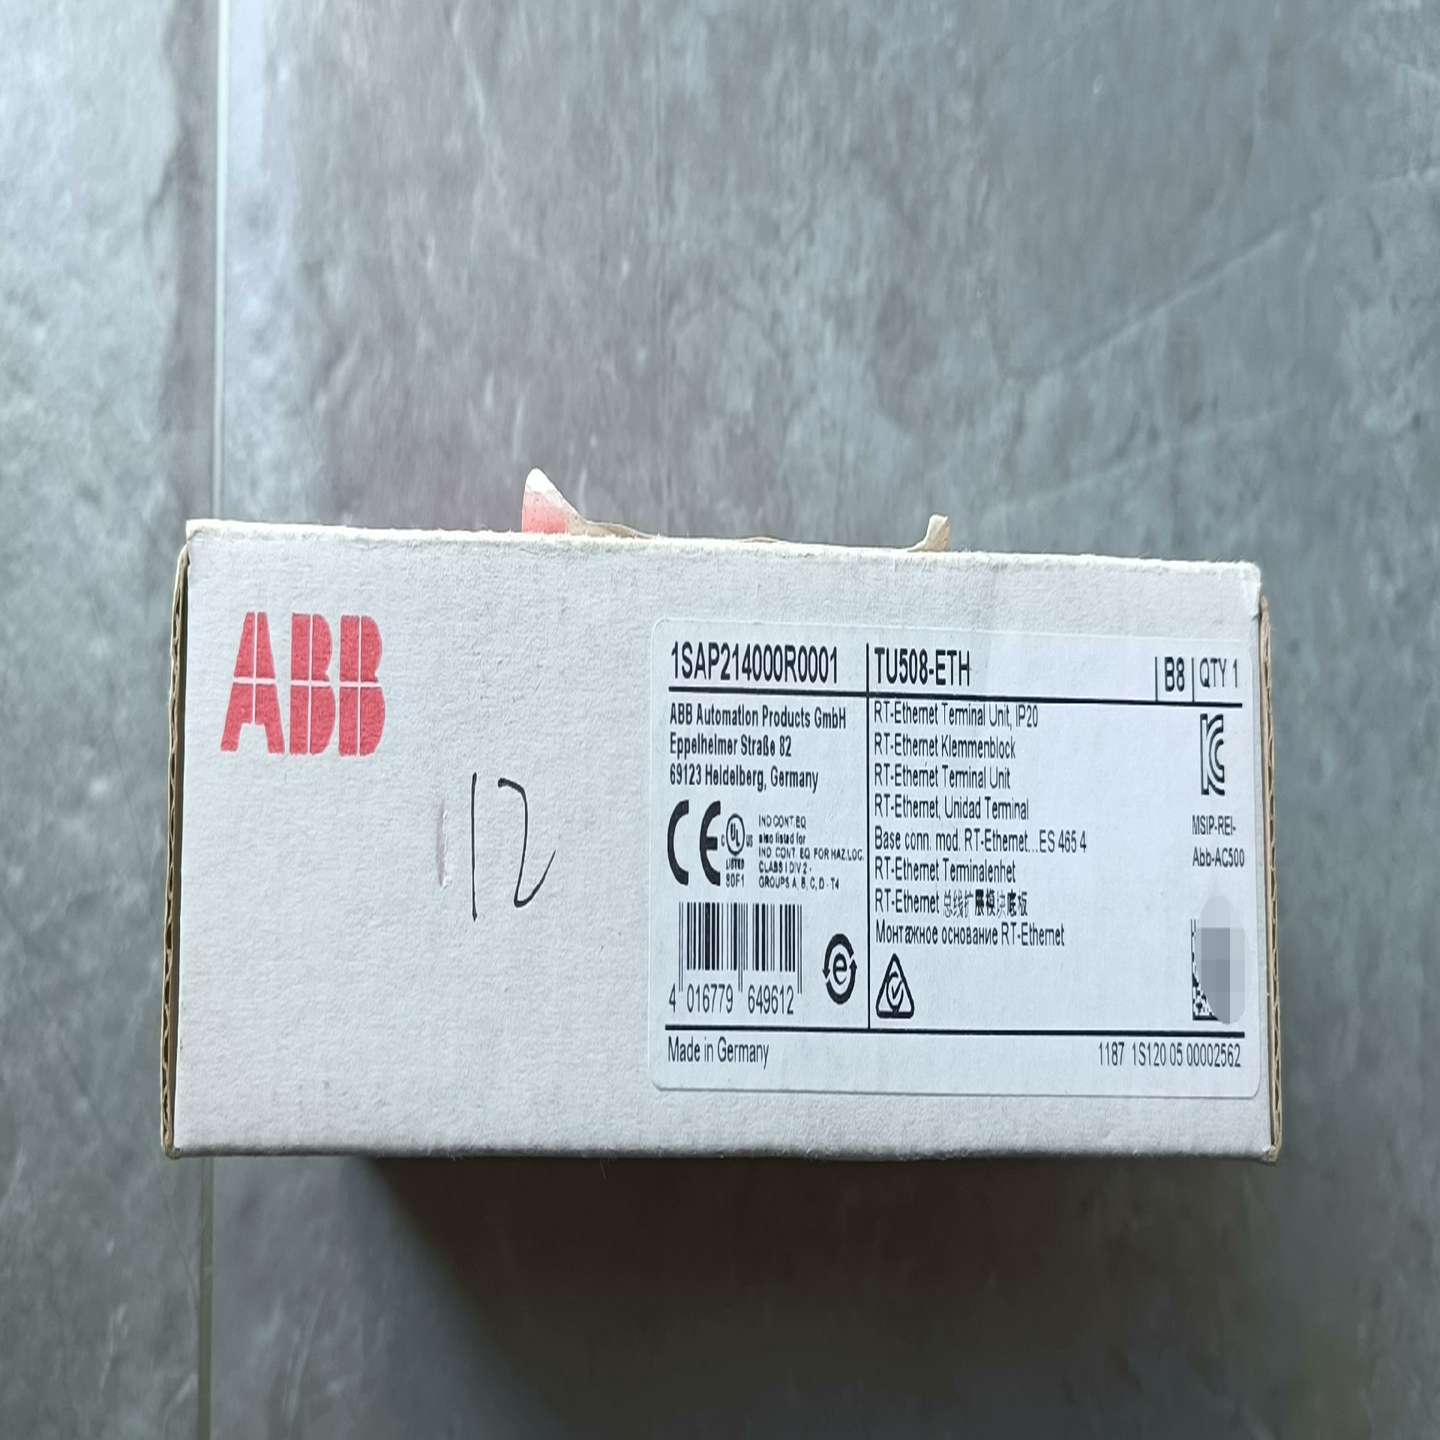 ABB
12
1SAP214000R0001
TU508-ETH
B8
QTY 1
ABB Automation Products GmbH
Eppelheimer Straße 82
69123 Heidelberg, Germany
CE
C UL US
LISTED
80F1
IND CONT EQ
also listed for
IND CONT EQ FOR HAZ LOC
CLASS I DIV 2 -
GROUPS A, B, C, D - T4
4 016779 649612
e
RT-Ethernet Terminal Unit, IP20
RT-Ethernet Klemmenblock
RT-Ethernet Terminal Unit
RT-Ethernet, Unidad Terminal
Base conn. mod. RT-Ethernet...ES 465 4
RT-Ethernet Terminalenhet
RT-Ethernet 总线扩展模块底板
Монтажное основание RT-Ethernet
MSIP-REI-
Abb-AC500
Made in Germany
1187 1S120 05 00002562